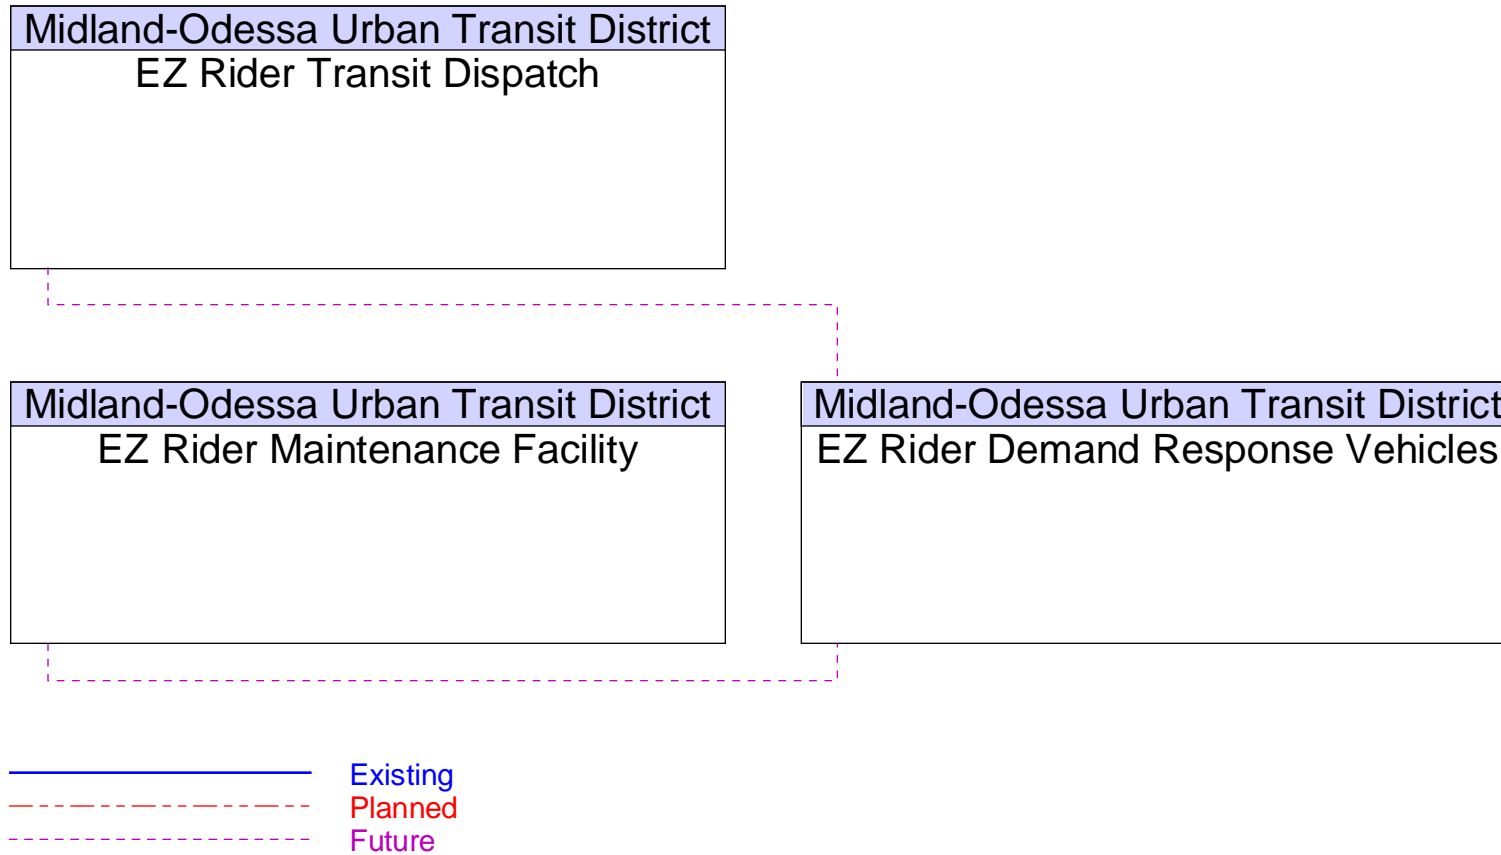 Midland-Odessa Urban Transit District
EZ Rider Transit Dispatch
Midland-Odessa Urban Transit District
EZ Rider Maintenance Facility
Midland-Odessa Urban Transit District
EZ Rider Demand Response Vehicles
Existing
Planned
Future